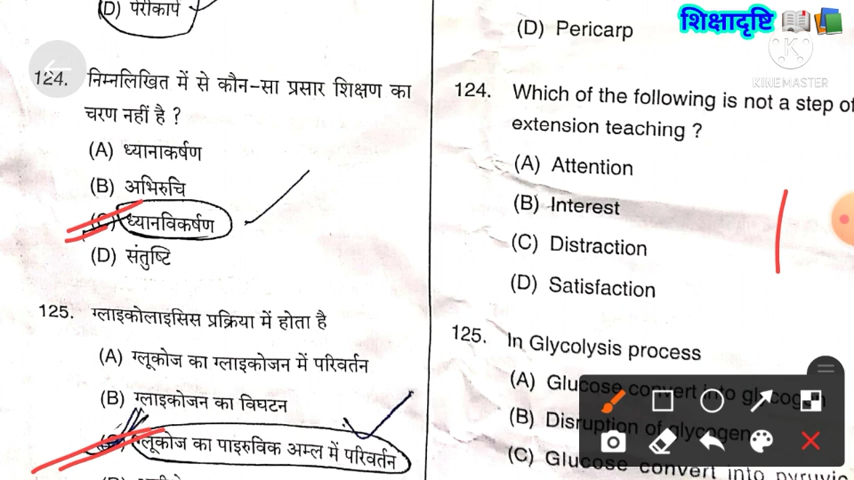 (D) पेरीकार्प
124. निम्नलिखित में से कौन-सा प्रसार शिक्षण का
चरण नहीं है ?
(A) ध्यानाकर्षण
(B) अभिरुचि
(C) ध्यानविकर्षण
(D) संतुष्टि
125. ग्लाइकोलाइसिस प्रक्रिया में होता है
(A) ग्लूकोज का ग्लाइकोजन में परिवर्तन
(B) ग्लाइकोजन का विघटन
ग्लूकोज का पाइरुविक अम्ल में परिवर्तन
शिक्षादृष्टि
KINEMASTER
(D) Pericarp
124. Which of the following is not a step of
extension teaching ?
(A) Attention
(B) Interest
(C) Distraction
(D) Satisfaction
125. In Glycolysis process
(A) Glucose convert into glycogen
(B) Disruption of glycogen
(C) Glucose convert into pyruvic